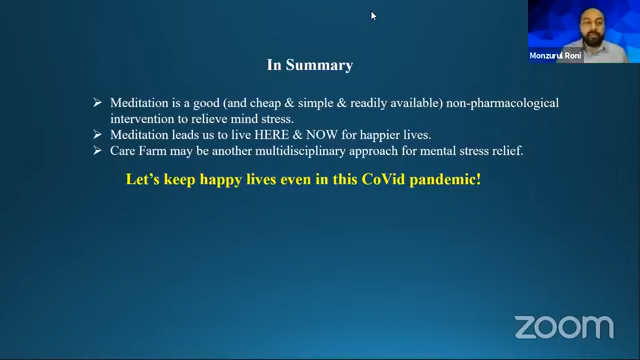 Monzurul Roni
In Summary
➢ Meditation is a good (and cheap & simple & readily available) non-pharmacological
intervention to relieve mind stress.
➢ Meditation leads us to live HERE & NOW for happier lives.
➢ Care Farm may be another multidisciplinary approach for mental stress relief.
Let's keep happy lives even in this CoVid pandemic!
zoom